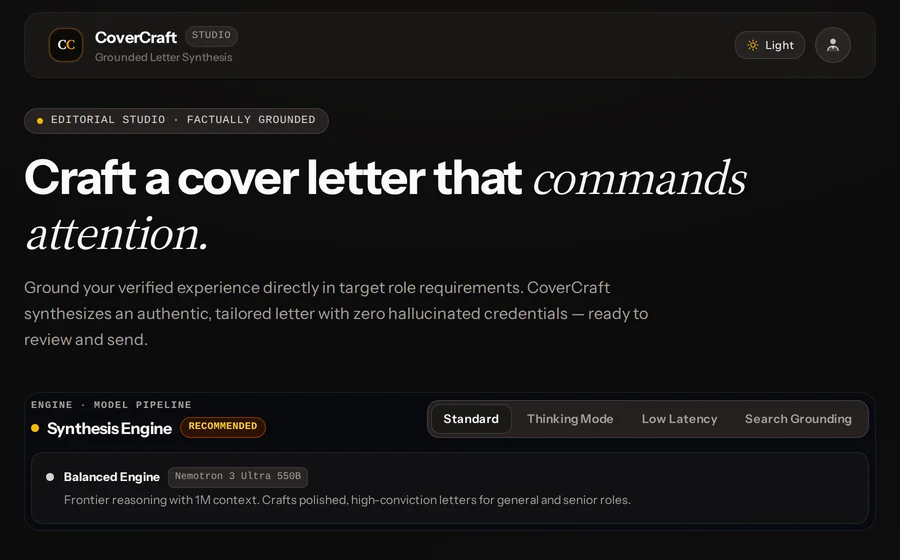 CC
CoverCraft STUDIO
Grounded Letter Synthesis
Light
EDITORIAL STUDIO · FACTUALLY GROUNDED
Craft a cover letter that commands
attention.
Ground your verified experience directly in target role requirements. CoverCraft
synthesizes an authentic, tailored letter with zero hallucinated credentials — ready to
review and send.
ENGINE · MODEL PIPELINE
Synthesis Engine RECOMMENDED
Standard Thinking Mode Low Latency Search Grounding
Balanced Engine Nemotron 3 Ultra 550B
Frontier reasoning with 1M context. Crafts polished, high-conviction letters for general and senior roles.